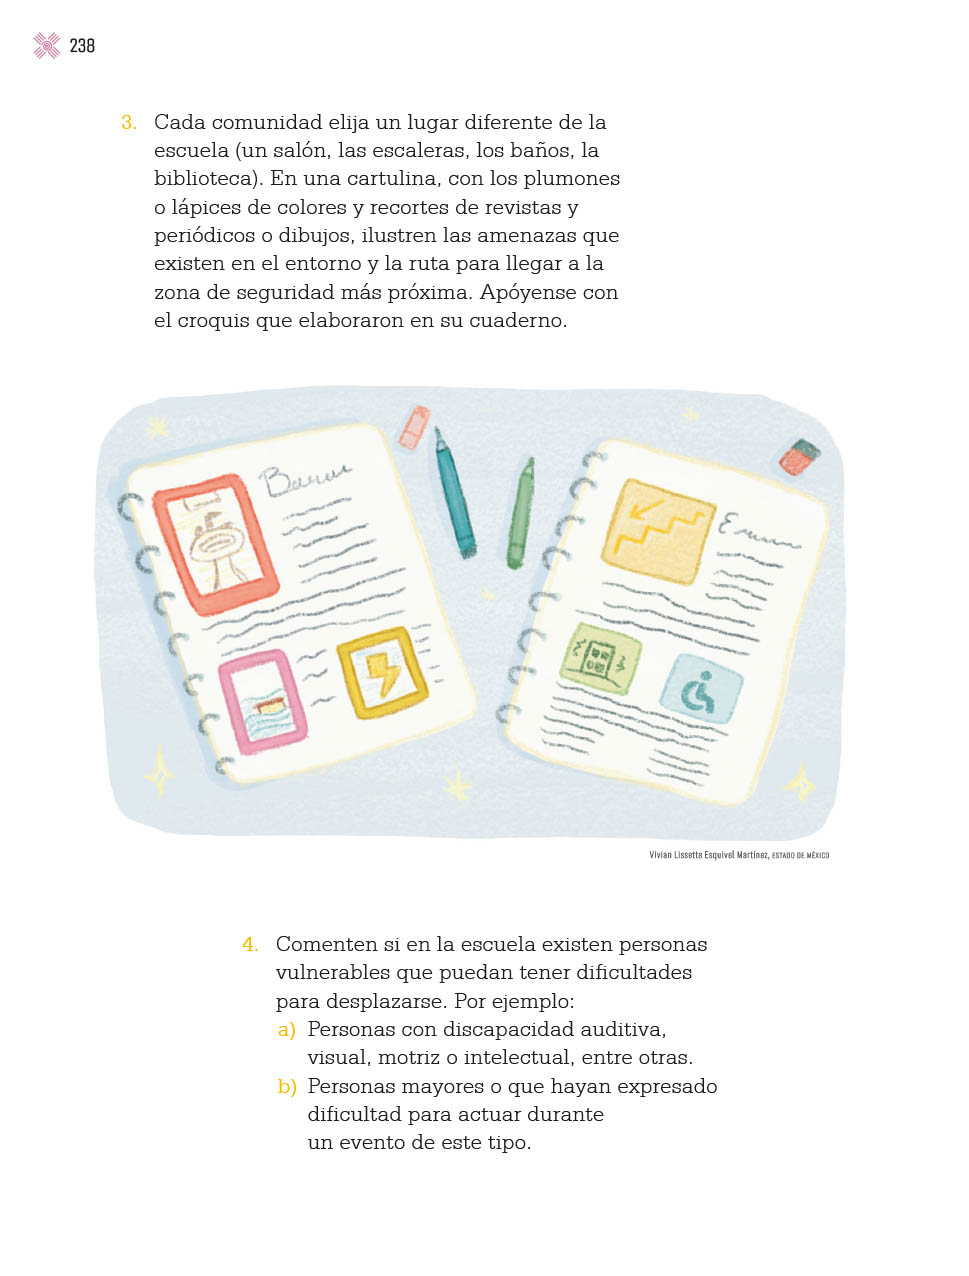 238
3. Cada comunidad elija un lugar diferente de la
escuela (un salón, las escaleras, los baños, la
biblioteca). En una cartulina, con los plumones
o lápices de colores y recortes de revistas y
periódicos o dibujos, ilustren las amenazas que
existen en el entorno y la ruta para llegar a la
zona de seguridad más próxima. Apóyense con
el croquis que elaboraron en su cuaderno.
Vivian Lissette Esquivel Martínez, ESTADO DE MÉXICO
4. Comenten si en la escuela existen personas
vulnerables que puedan tener dificultades
para desplazarse. Por ejemplo:
a) Personas con discapacidad auditiva,
visual, motriz o intelectual, entre otras.
b) Personas mayores o que hayan expresado
dificultad para actuar durante
un evento de este tipo.